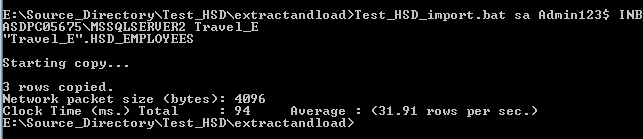 E:\Source_Directory\Test_HSD\extractandload>Test_HSD_import.bat sa Admin123$ INB
ASDPC05675\MSSQLSERVER2 Travel_E
"Travel_E".HSD_EMPLOYEES
Starting copy...
3 rows copied.
Network packet size (bytes): 4096
Clock Time (ms.) Total     : 94     Average : (31.91 rows per sec.)
E:\Source_Directory\Test_HSD\extractandload>